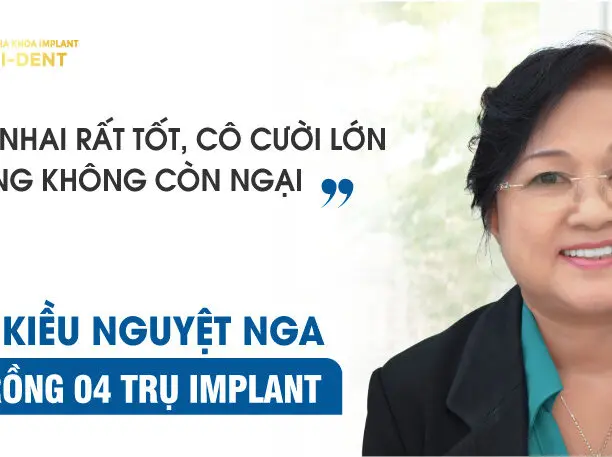 HA KHOA IMPLANT
I-DENT
NHAI RẤT TỐT, CÔ CƯỜI LỚN
NG KHÔNG CÒN NGẠI ”
KIỀU NGUYỆT NGA
RỒNG 04 TRỤ IMPLANT